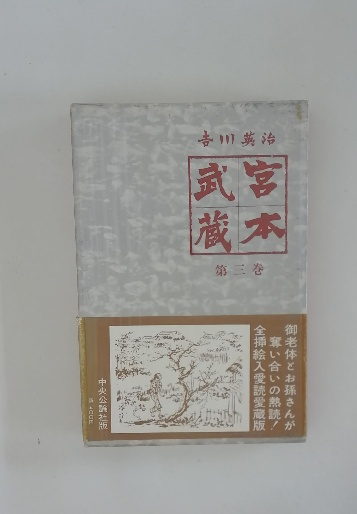 吉川英治
宮本
武蔵
第三巻
御老体とお孫さんが
奪い合いの熱読!
全挿絵入愛読愛蔵版
中央公論社版